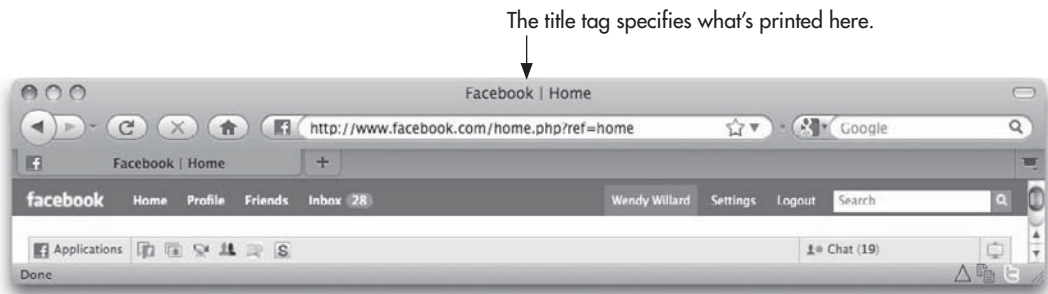 The title tag specifies what's printed here.
Facebook | Home
http://www.facebook.com/home.php?ref=home Google
Facebook | Home +
facebook Home Profile Friends Inbox 28 Wendy Willard Settings Logout Search
Applications S Chat (19)
Done